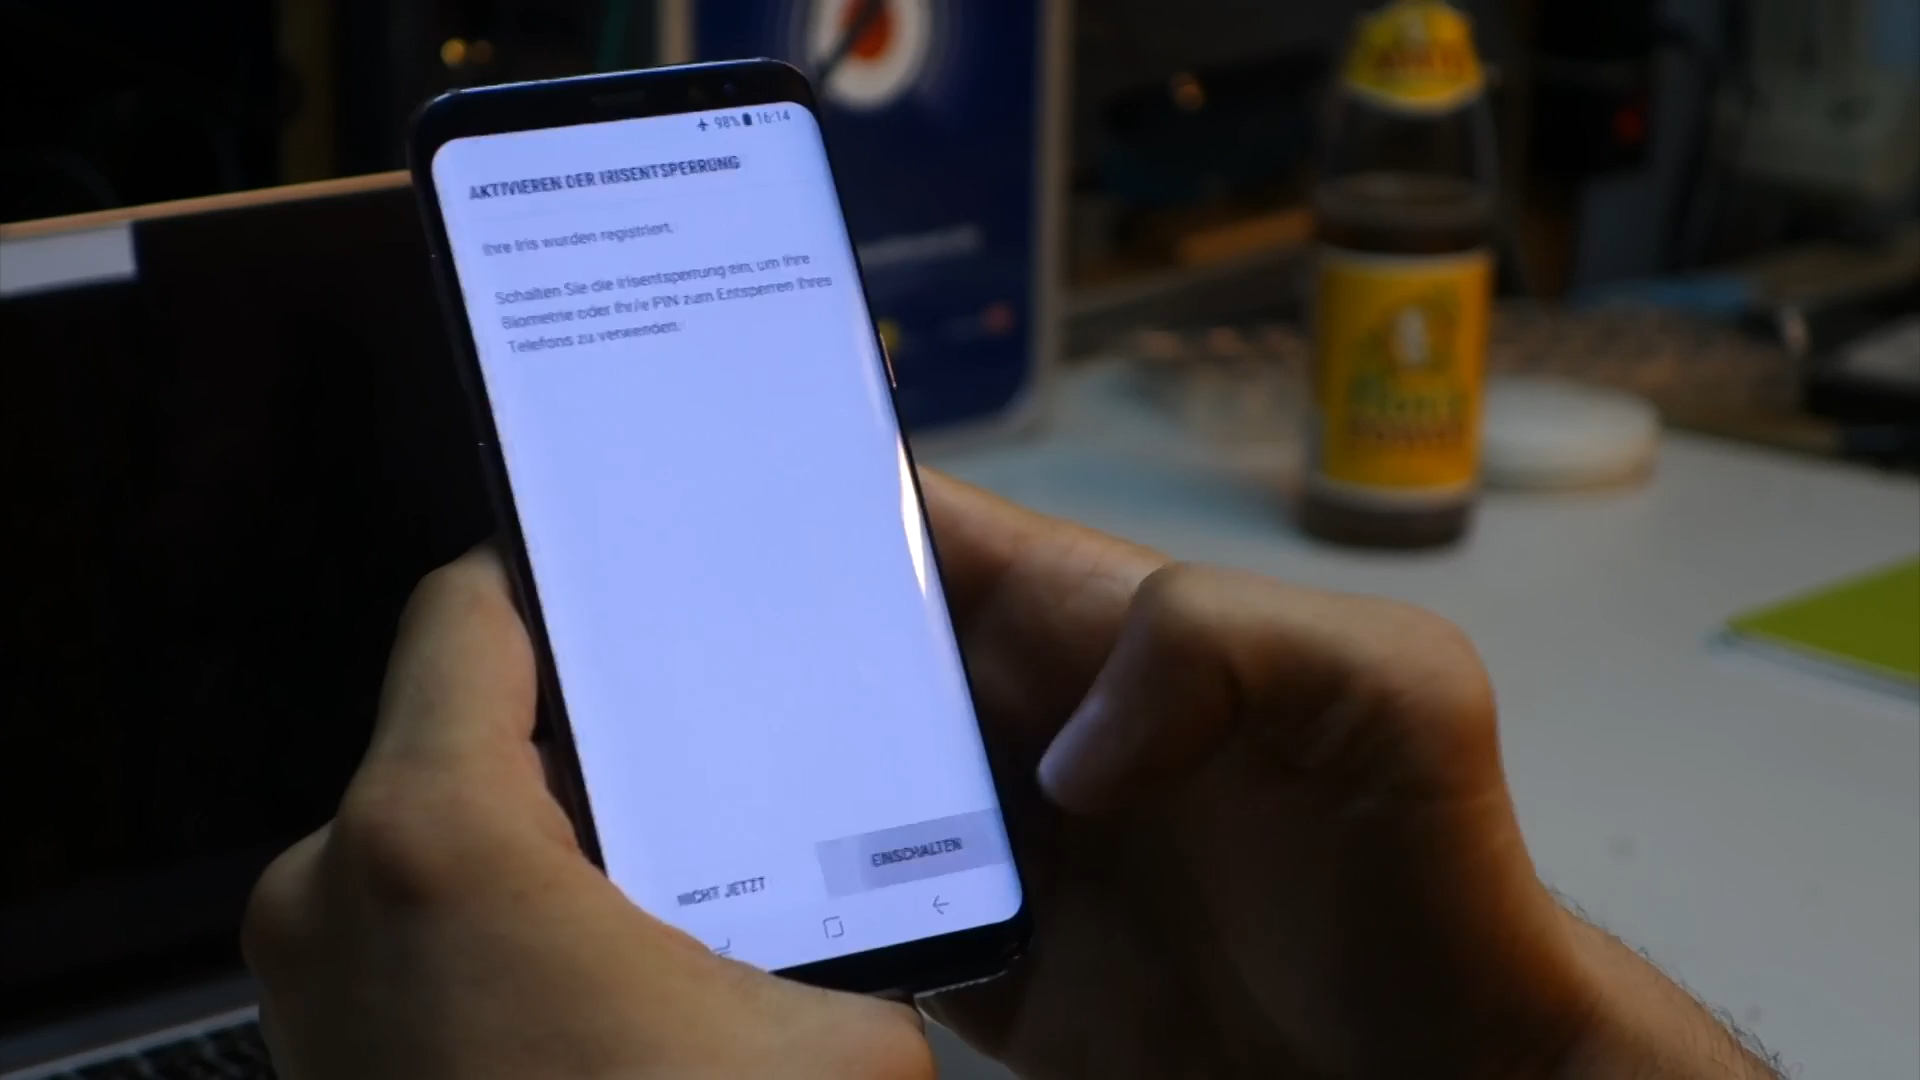 98% 16:14
AKTIVIEREN DER IRISENTSPERRUNG
Ihre Iris wurden registriert.
Schalten Sie die Irisentsperrung ein, um Ihre
Biometrie oder Ihr/e PIN zum Entsperren Ihres
Telefons zu verwenden.
NICHT JETZT
EINSCHALTEN